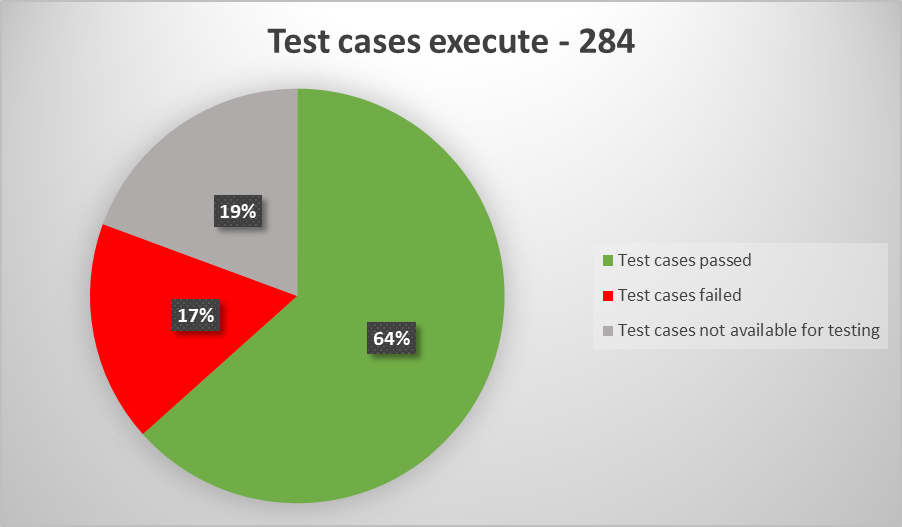 Test cases execute - 284
19%
17%
64%
Test cases passed
Test cases failed
Test cases not available for testing